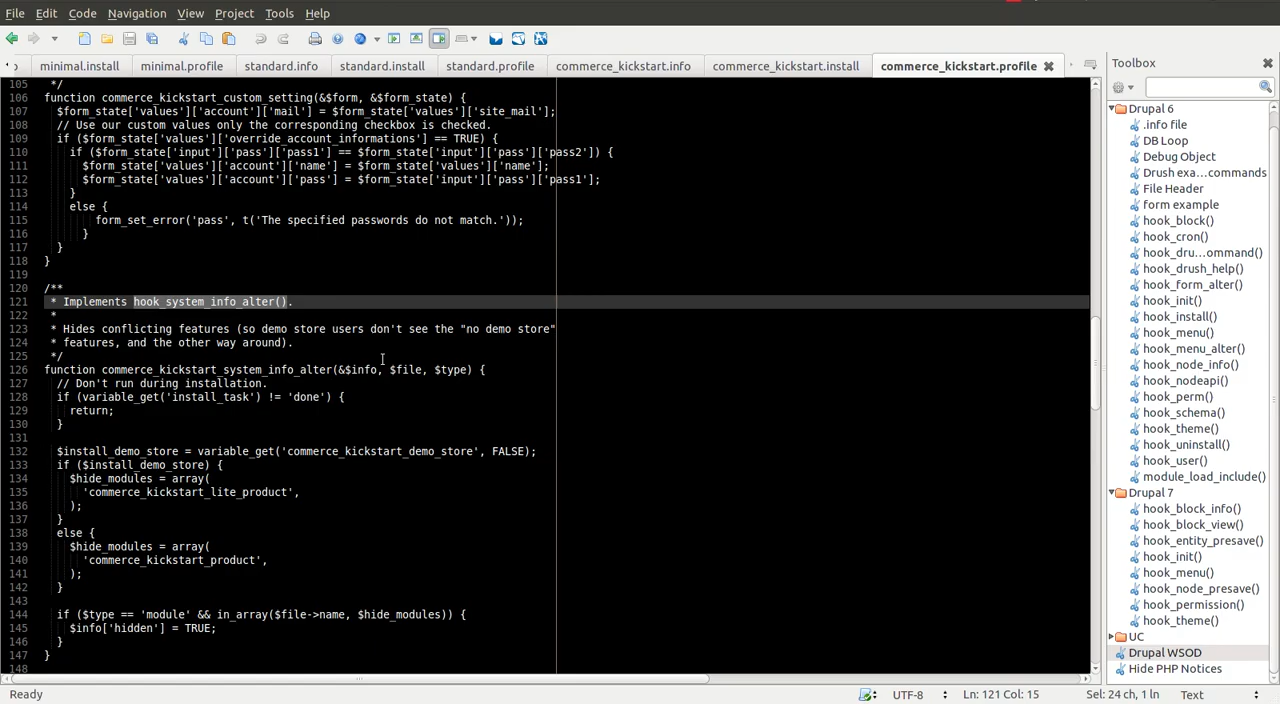 File Edit Code Navigation View Project Tools Help
minimal.install minimal.profile standard.info standard.install standard.profile commerce_kickstart.info commerce_kickstart.install commerce_kickstart.profile
105 */
106 function commerce_kickstart_custom_setting(&$form, &$form_state) {
107 $form_state['values']['account']['mail'] = $form_state['values']['site_mail'];
108 // Use our custom values only the corresponding checkbox is checked.
109 if ($form_state['values']['override_account_informations'] == TRUE) {
110 if ($form_state['input']['pass']['pass1'] == $form_state['input']['pass']['pass2']) {
111 $form_state['values']['account']['name'] = $form_state['values']['name'];
112 $form_state['values']['account']['pass'] = $form_state['input']['pass']['pass1'];
113 }
114 else {
115 form_set_error('pass', t('The specified passwords do not match.'));
116 }
117 }
118 }
119
120 /**
121 * Implements hook_system_info_alter().
122 *
123 * Hides conflicting features (so demo store users don't see the "no demo store"
124 * features, and the other way around).
125 */
126 function commerce_kickstart_system_info_alter(&$info, $file, $type) {
127 // Don't run during installation.
128 if (variable_get('install_task') != 'done') {
129 return;
130 }
131
132 $install_demo_store = variable_get('commerce_kickstart_demo_store', FALSE);
133 if ($install_demo_store) {
134 $hide_modules = array(
135 'commerce_kickstart_lite_product',
136 );
137 }
138 else {
139 $hide_modules = array(
140 'commerce_kickstart_product',
141 );
142 }
143
144 if ($type == 'module' && in_array($file->name, $hide_modules)) {
145 $info['hidden'] = TRUE;
146 }
147 }
148
Toolbox
Drupal 6
.info file
DB Loop
Debug Object
Drush exa…commands
File Header
form example
hook_block()
hook_cron()
hook_dru…ommand()
hook_drush_help()
hook_form_alter()
hook_init()
hook_install()
hook_menu()
hook_menu_alter()
hook_node_info()
hook_nodeapi()
hook_perm()
hook_schema()
hook_theme()
hook_uninstall()
hook_user()
module_load_include()
Drupal 7
hook_block_info()
hook_block_view()
hook_entity_presave()
hook_init()
hook_menu()
hook_node_presave()
hook_permission()
hook_theme()
UC
Drupal WSOD
Hide PHP Notices
Ready UTF-8 Ln: 121 Col: 15 Sel: 24 ch, 1 ln Text